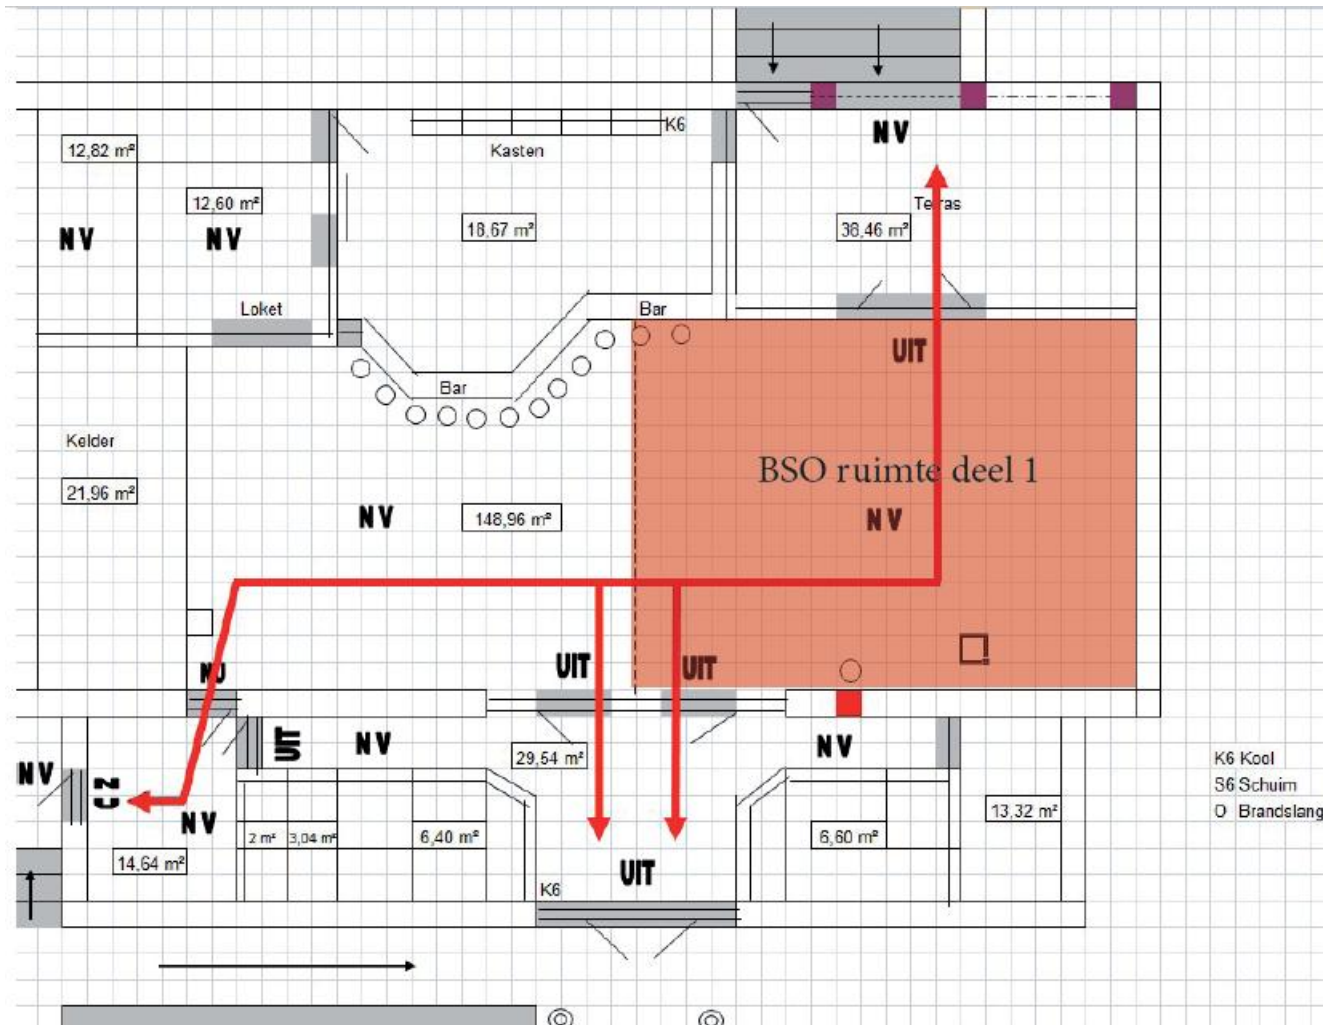 NV
12,82 m²
K6
Kasten
12,60 m²
Terras
NV
NV
18,67 m²
38,46 m²
Loket
Bar
UIT
Bar
Kelder
BSO ruimte deel 1
21,96 m²
NV
148,96 m²
NV
UIT
UIT
UIT
NV
NV
29,54 m²
NV
K6 Kool
S6 Schuim
O Brandslang
NV
2 m²
3,04 m²
6,40 m²
6,60 m²
13,32 m²
14,64 m²
UIT
K6